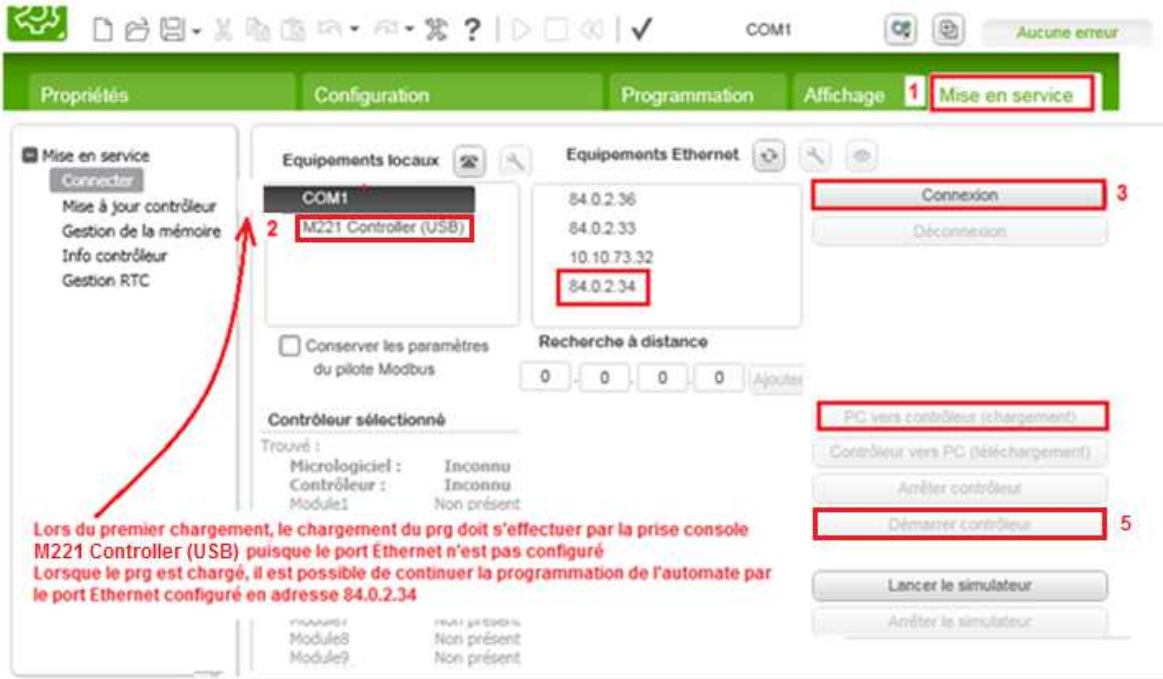 ? COM1 Aucune erreur
Propriétés Configuration Programmation Affichage 1 Mise en service
Mise en service
Connecter
Mise à jour contrôleur
Gestion de la mémoire
Info contrôleur
Gestion RTC
Equipements locaux
COM1
2 M221 Controller (USB)
Conserver les paramètres
du pilote Modbus
Equipements Ethernet
84.0.2.36
84.0.2.33
10.10.73.32
84.0.2.34
Recherche à distance
0 . 0 . 0 . 0 Ajouter
Connexion 3
Déconnexion
Contrôleur sélectionné
Trouvé :
Micrologiciel : Inconnu
Contrôleur : Inconnu
Module1 Non présent
Lors du premier chargement, le chargement du prg doit s'effectuer par la prise console
M221 Controller (USB) puisque le port Éthernet n'est pas configuré
Lorsque le prg est chargé, il est possible de continuer la programmation de l'automate par
le port Ethernet configuré en adresse 84.0.2.34
Module7 Non présent
Module8 Non présent
Module9 Non présent
PC vers contrôleur (chargement)
Contrôleur vers PC (téléchargement)
Arrêter contrôleur
Démarrer contrôleur 5
Lancer le simulateur
Arrêter le simulateur